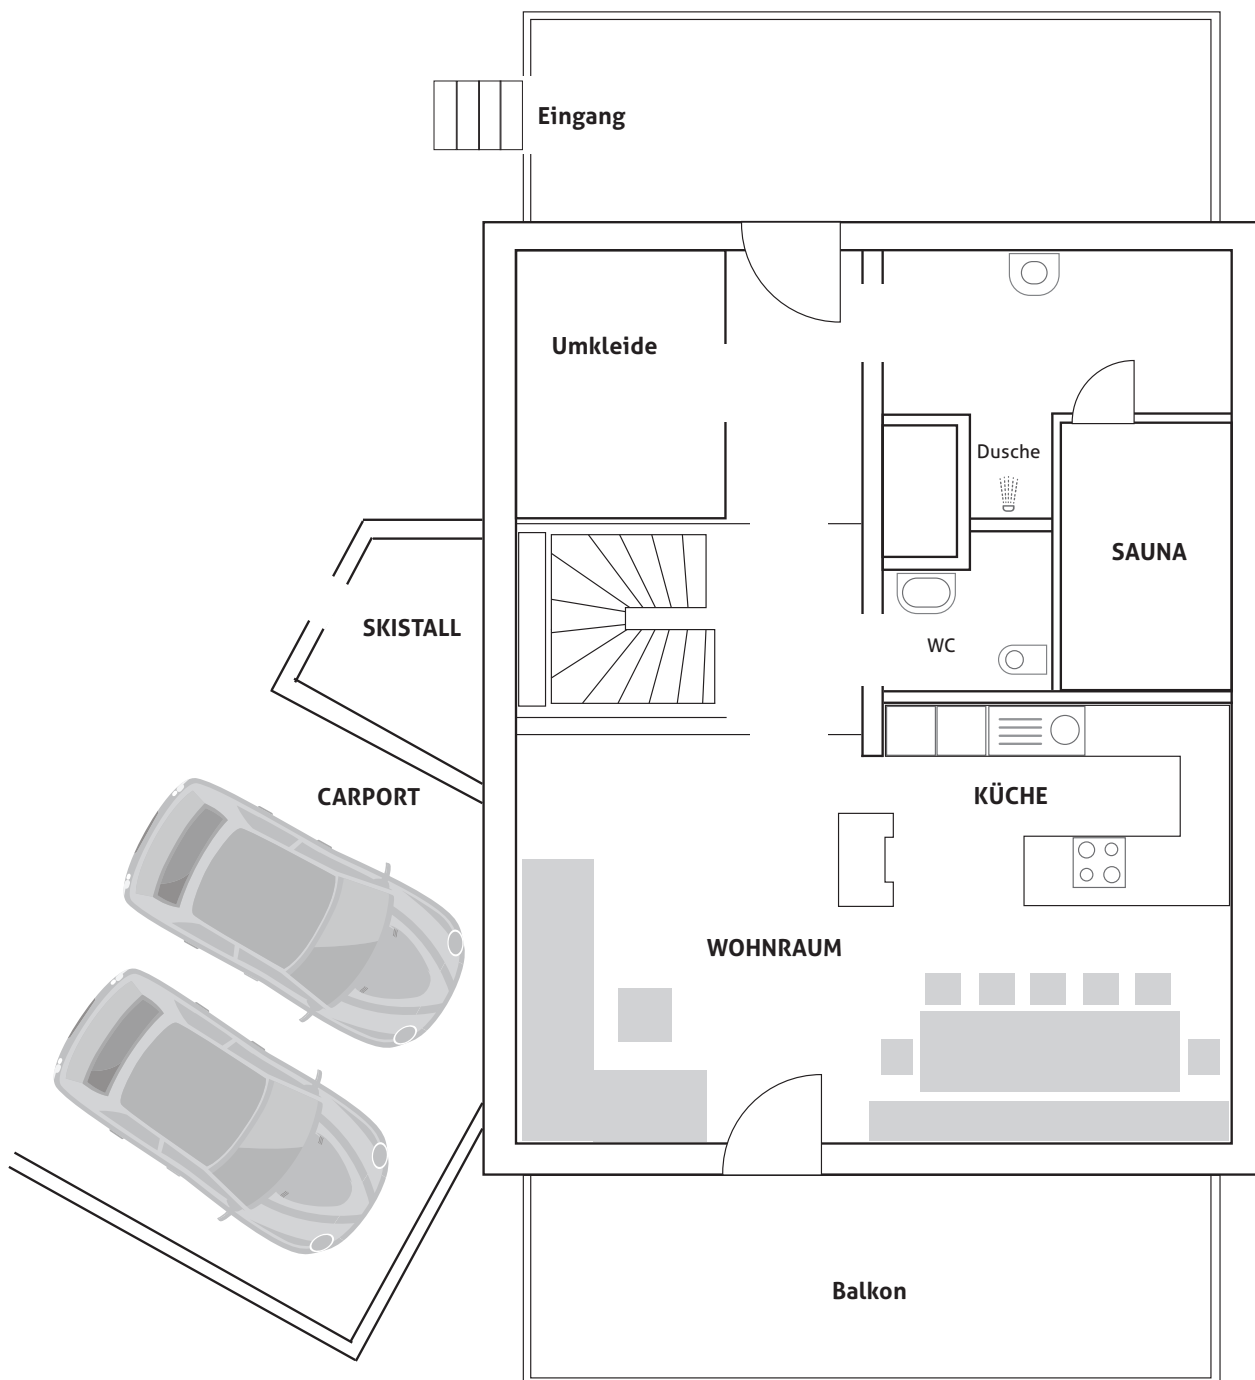 Eingang
Umkleide
Dusche
SAUNA
SKISTALL
WC
CARPORT
KÜCHE
WOHNRAUM
Balkon